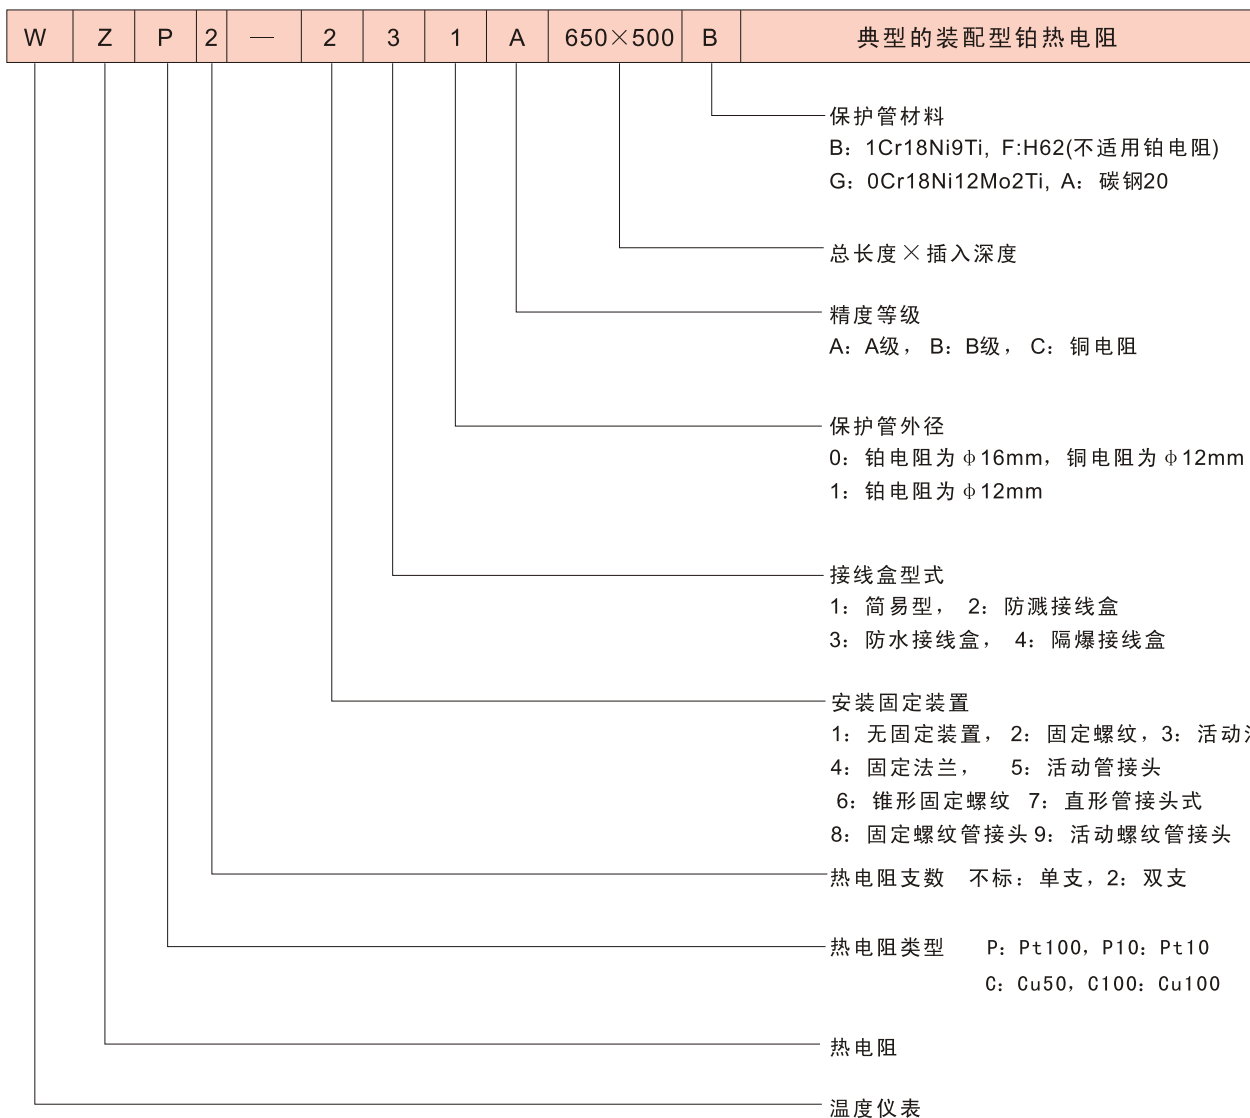 W Z P 2 — 2 3 1 A 650×500 B 典型的装配型铂热电阻
保护管材料
B：1Cr18Ni9Ti, F:H62(不适用铂电阻)
G：0Cr18Ni12Mo2Ti, A：碳钢20
总长度×插入深度
精度等级
A：A级，B：B级，C：铜电阻
保护管外径
0：铂电阻为φ16mm，铜电阻为φ12mm
1：铂电阻为φ12mm
接线盒型式
1：简易型，2：防溅接线盒
3：防水接线盒，4：隔爆接线盒
安装固定装置
1：无固定装置，2：固定螺纹，3：活动
4：固定法兰，5：活动管接头
6：锥形固定螺纹 7：直形管接头式
8：固定螺纹管接头 9：活动螺纹管接头
热电阻支数 不标：单支，2：双支
热电阻类型 P：Pt100，P10：Pt10
C：Cu50，C100：Cu100
热电阻
温度仪表